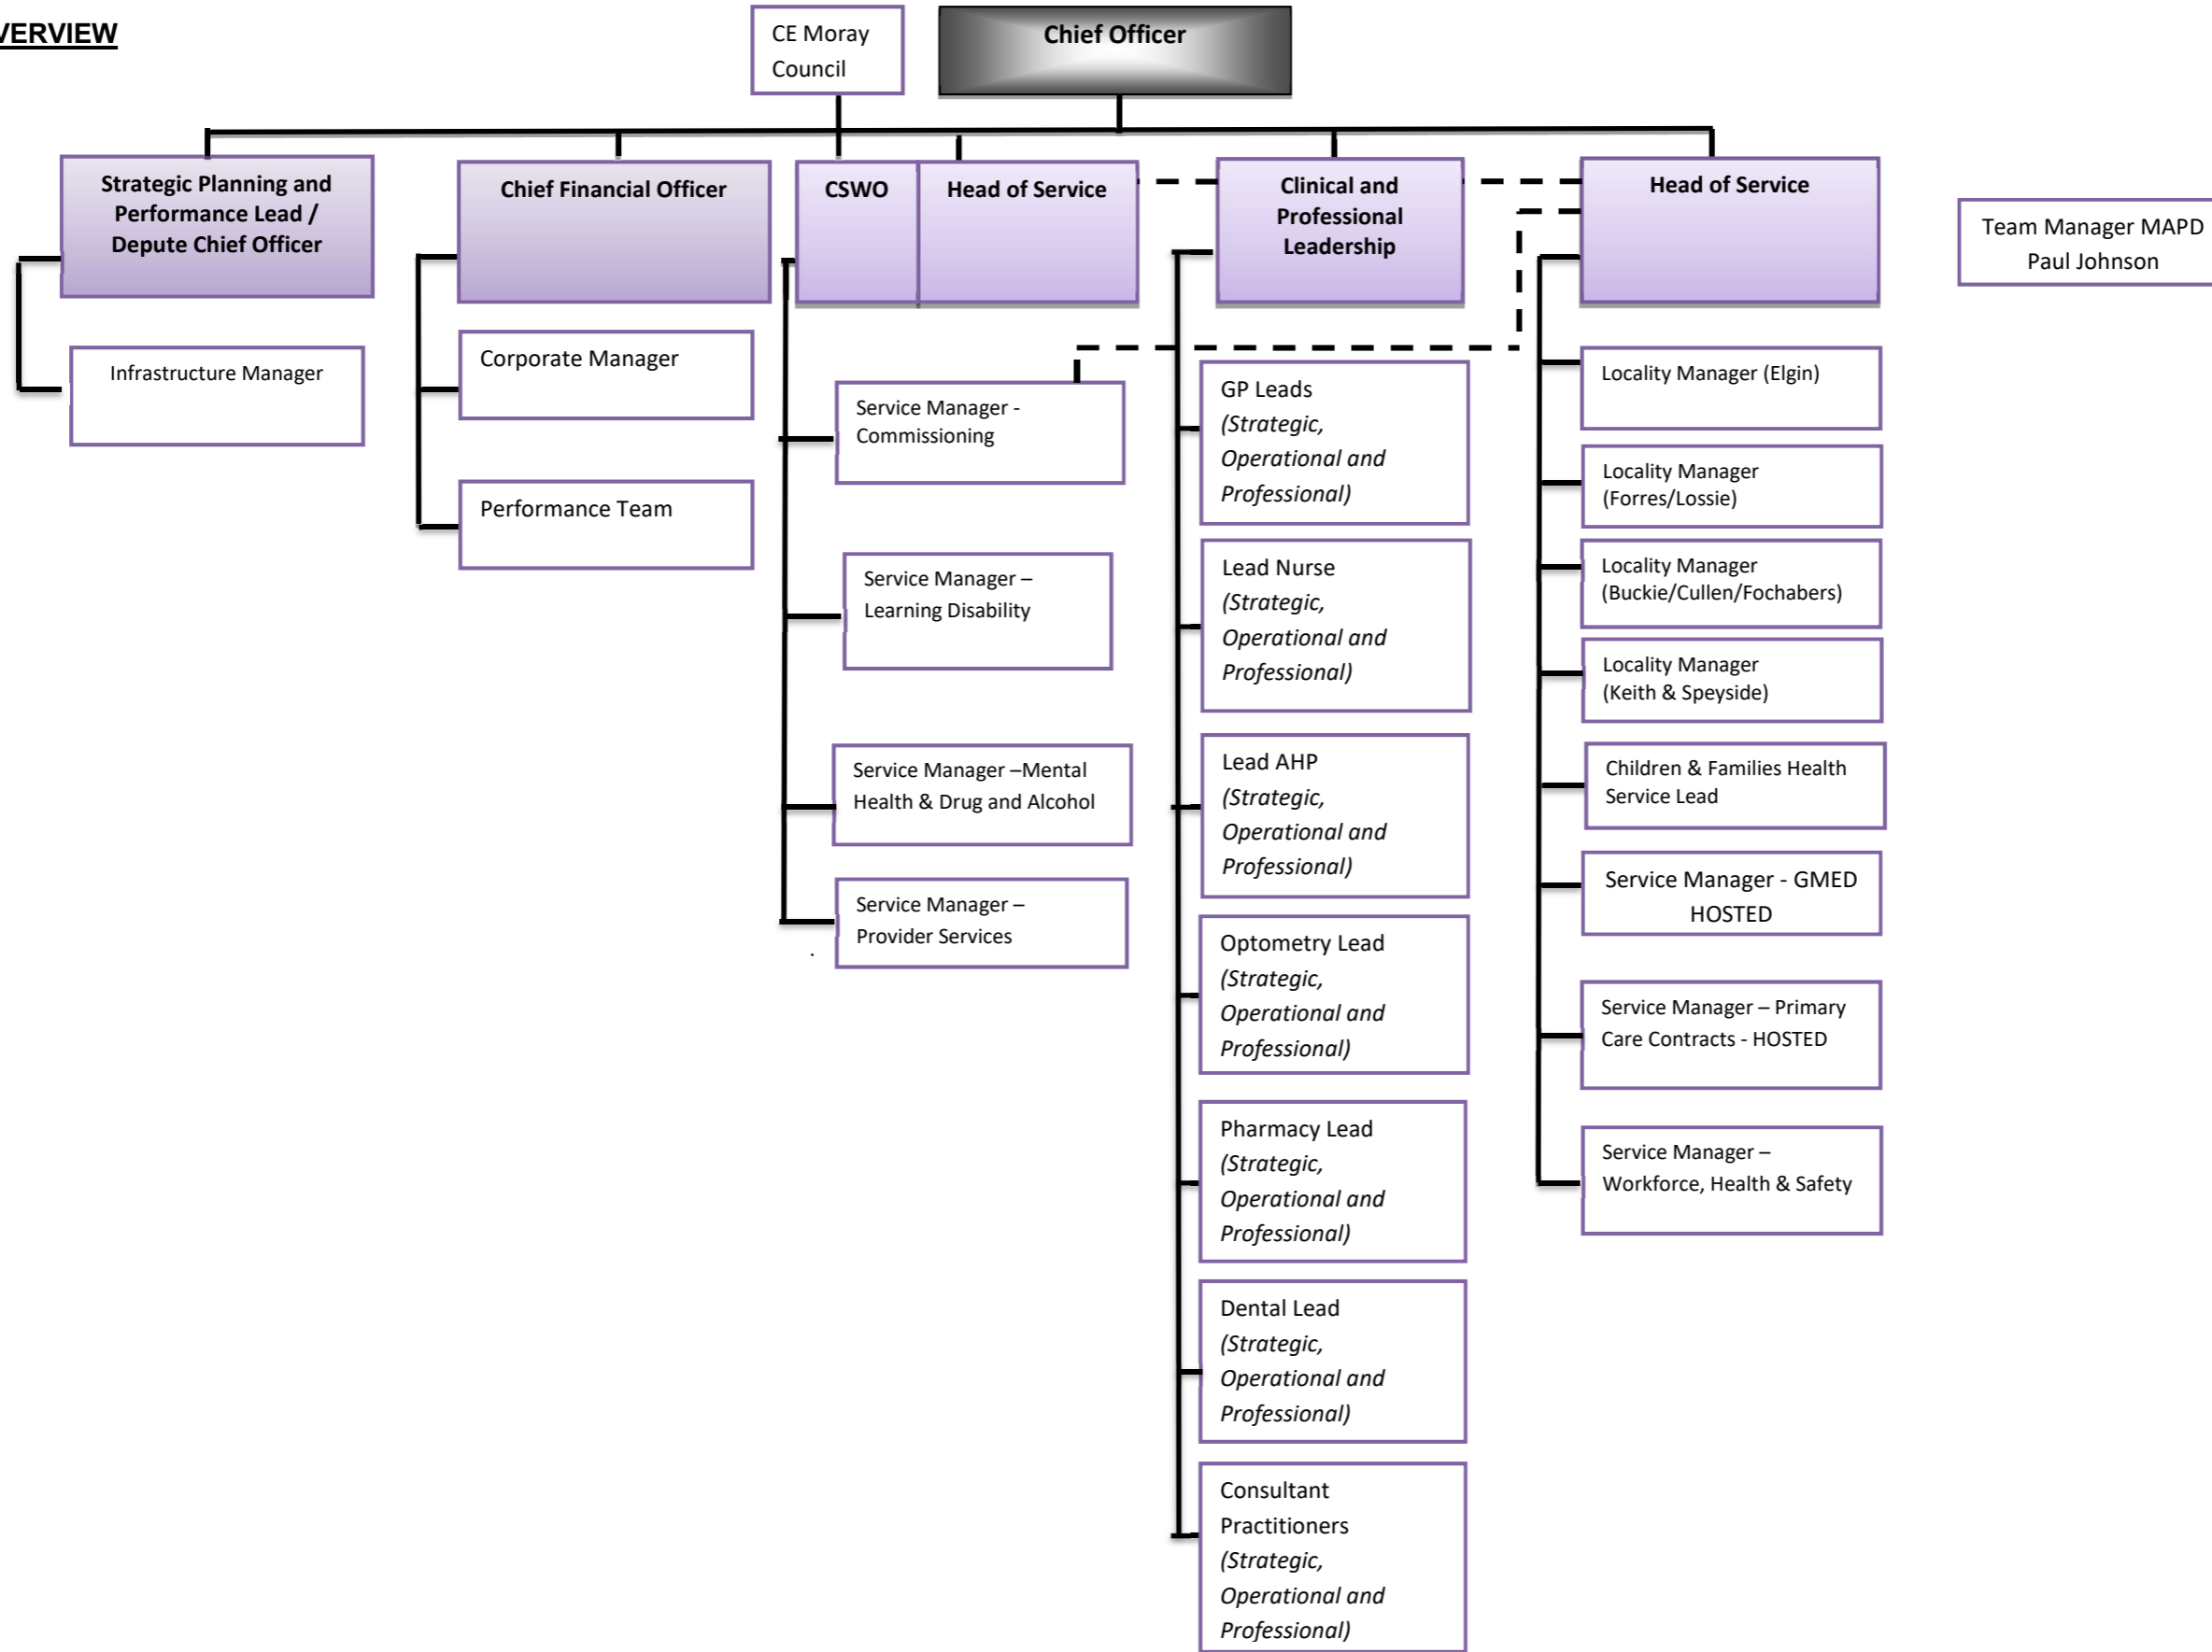 VERVIEW
CE Moray
Council
Chief Officer
Strategic Planning and
Performance Lead /
Depute Chief Officer
Chief Financial Officer
CSWO
Head of Service
Clinical and
Professional
Leadership
Head of Service
Team Manager MAPD
Paul Johnson
Infrastructure Manager
Corporate Manager
Performance Team
Service Manager -
Commissioning
Service Manager –
Learning Disability
Service Manager –Mental
Health & Drug and Alcohol
Service Manager –
Provider Services
.
GP Leads
(Strategic,
Operational and
Professional)
Lead Nurse
(Strategic,
Operational and
Professional)
Lead AHP
(Strategic,
Operational and
Professional)
Optometry Lead
(Strategic,
Operational and
Professional)
Pharmacy Lead
(Strategic,
Operational and
Professional)
Dental Lead
(Strategic,
Operational and
Professional)
Consultant
Practitioners
(Strategic,
Operational and
Professional)
Locality Manager (Elgin)
Locality Manager
(Forres/Lossie)
Locality Manager
(Buckie/Cullen/Fochabers)
Locality Manager
(Keith & Speyside)
Children & Families Health
Service Lead
Service Manager - GMED
HOSTED
Service Manager – Primary
Care Contracts - HOSTED
Service Manager –
Workforce, Health & Safety